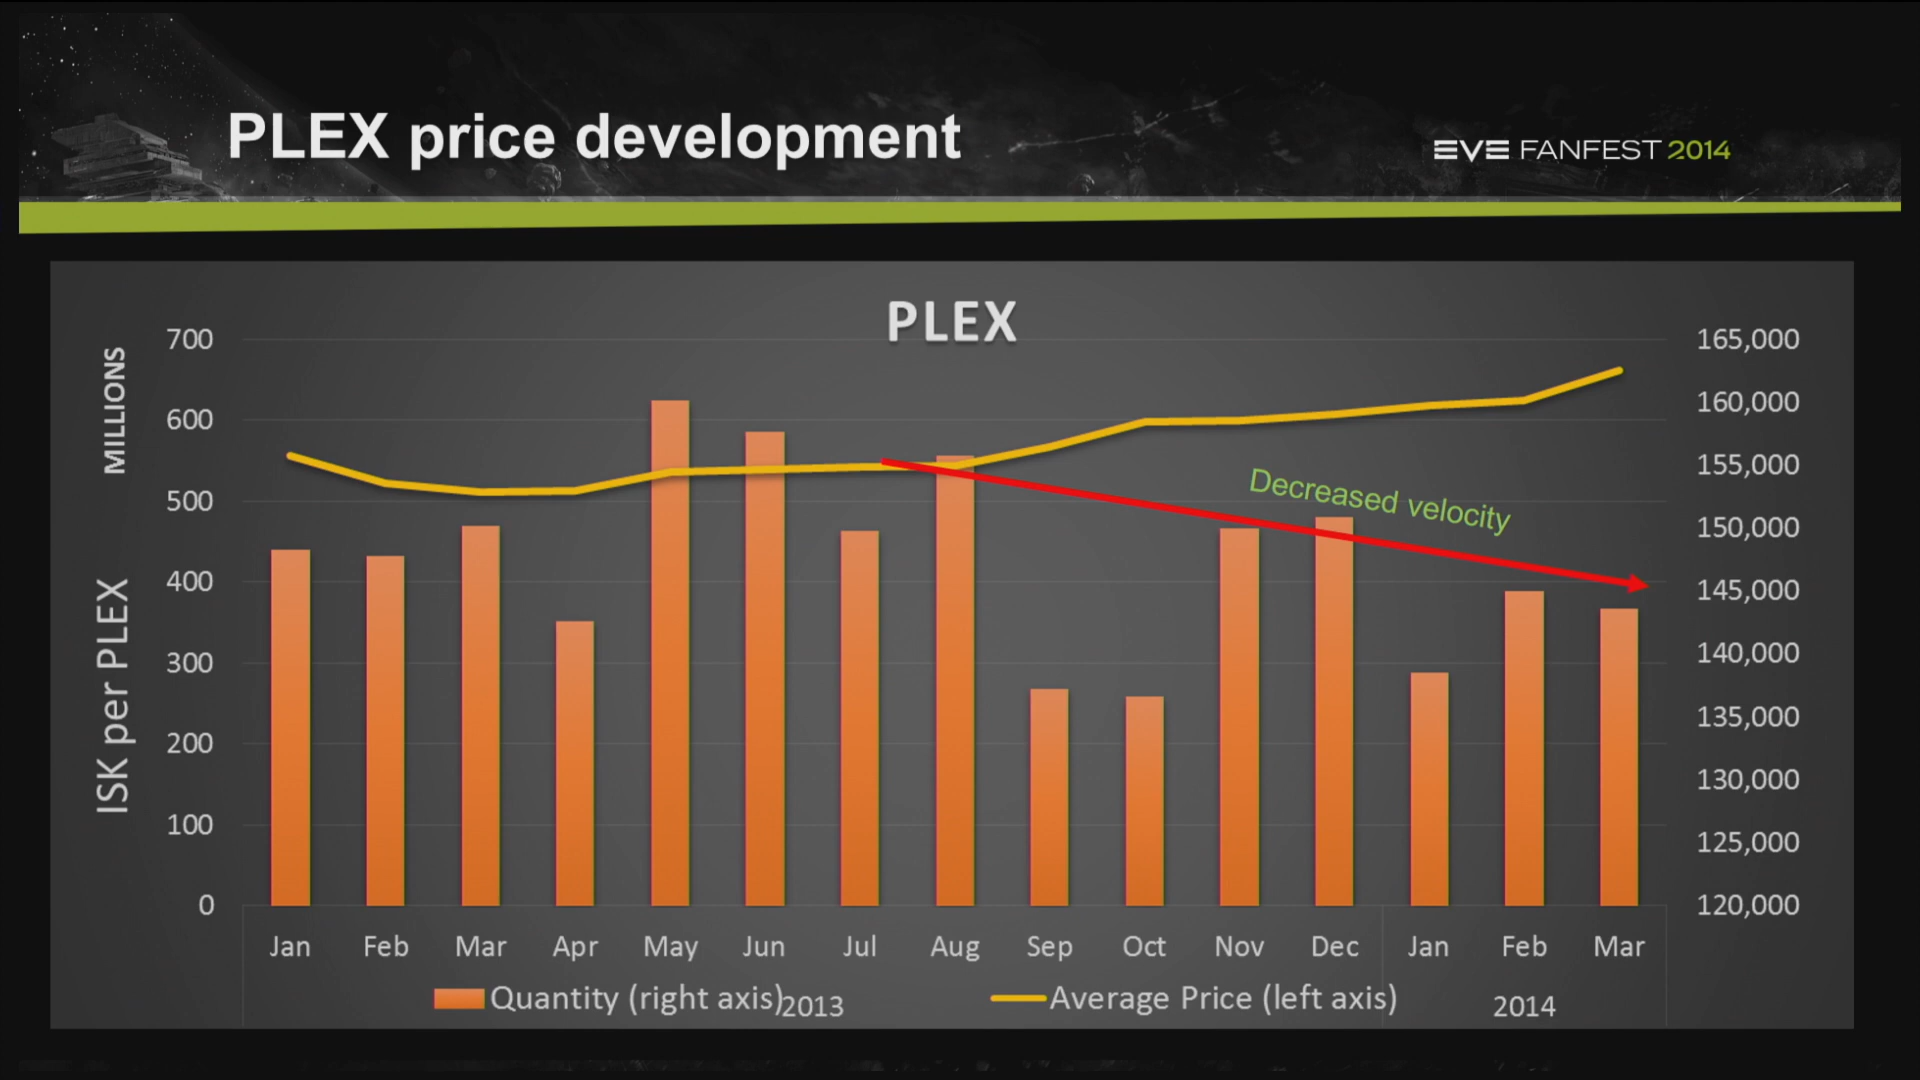 PLEX price development
EVE FANFEST 2014
PLEX
MILLIONS
ISK per PLEX
700
600
500
400
300
200
100
0
165,000
160,000
155,000
150,000
145,000
140,000
135,000
130,000
125,000
120,000
Decreased velocity
Jan Feb Mar Apr May Jun Jul Aug Sep Oct Nov Dec Jan Feb Mar
2013 2014
Quantity (right axis) Average Price (left axis)